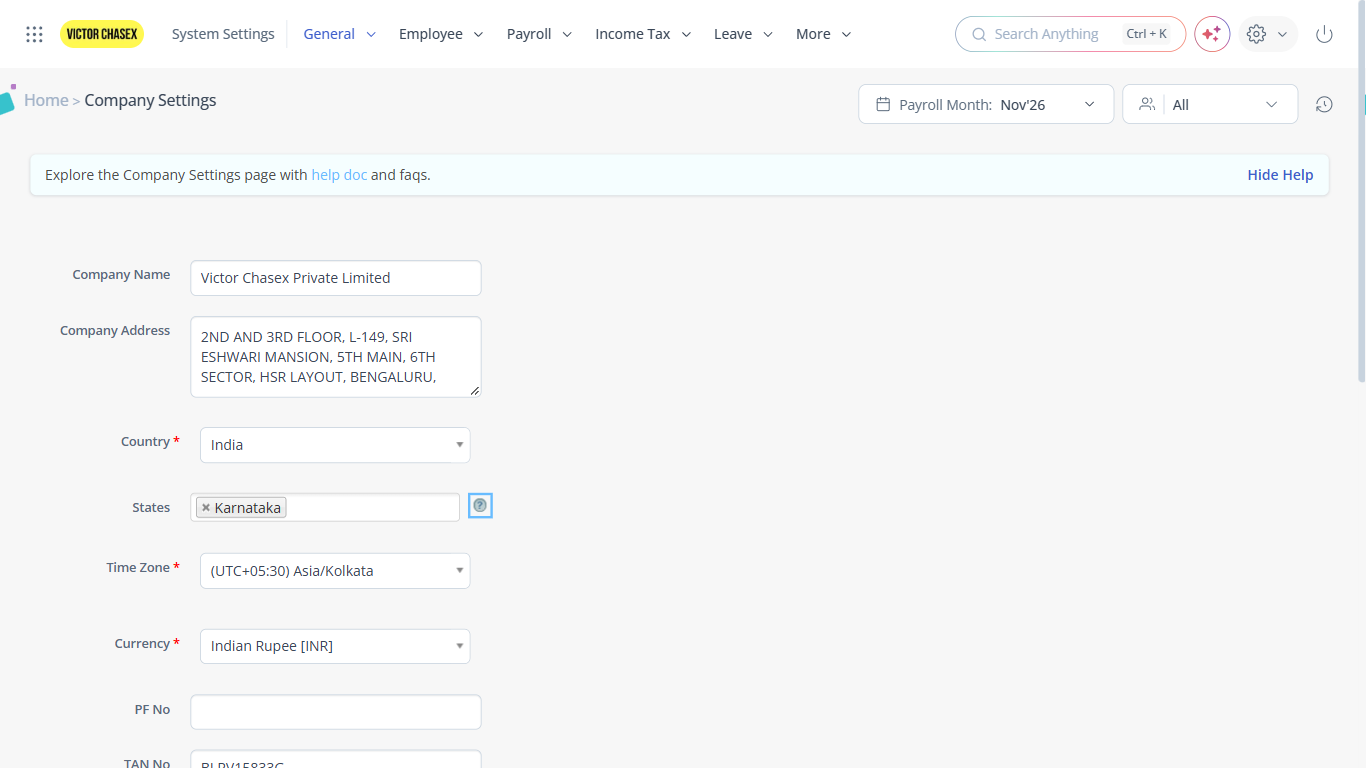 VICTOR CHASEX
System Settings
General
Employee
Payroll
Income Tax
Leave
More
Search Anything
Ctrl + K
Home > Company Settings
Payroll Month: Nov'26
All
Explore the Company Settings page with help doc and faqs.
Hide Help
Company Name
Victor Chasex Private Limited
Company Address
2ND AND 3RD FLOOR, L-149, SRI
ESHWARI MANSION, 5TH MAIN, 6TH
SECTOR, HSR LAYOUT, BENGALURU,
Country *
India
States
× Karnataka
?
Time Zone *
(UTC+05:30) Asia/Kolkata
Currency *
Indian Rupee [INR]
PF No
TAN No